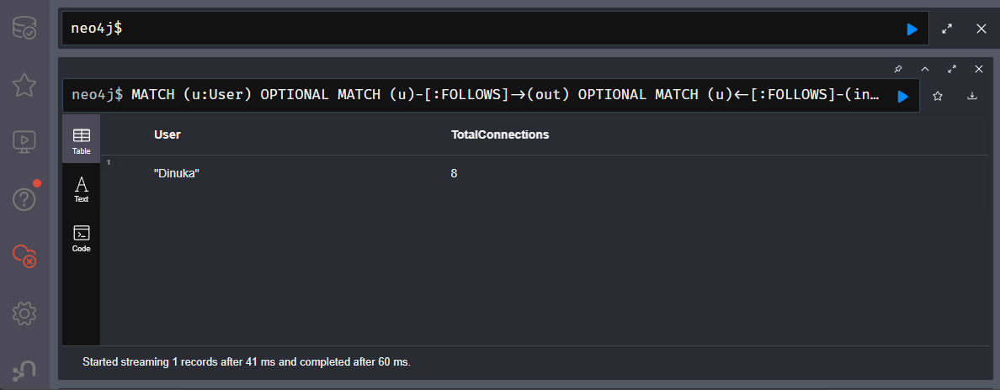 neo4j$
neo4j$ MATCH (u:User) OPTIONAL MATCH (u)-[:FOLLOWS]→(out) OPTIONAL MATCH (u)←[:FOLLOWS]-(in…
Table
User TotalConnections
1
"Dinuka" 8
Text
Code
Started streaming 1 records after 41 ms and completed after 60 ms.